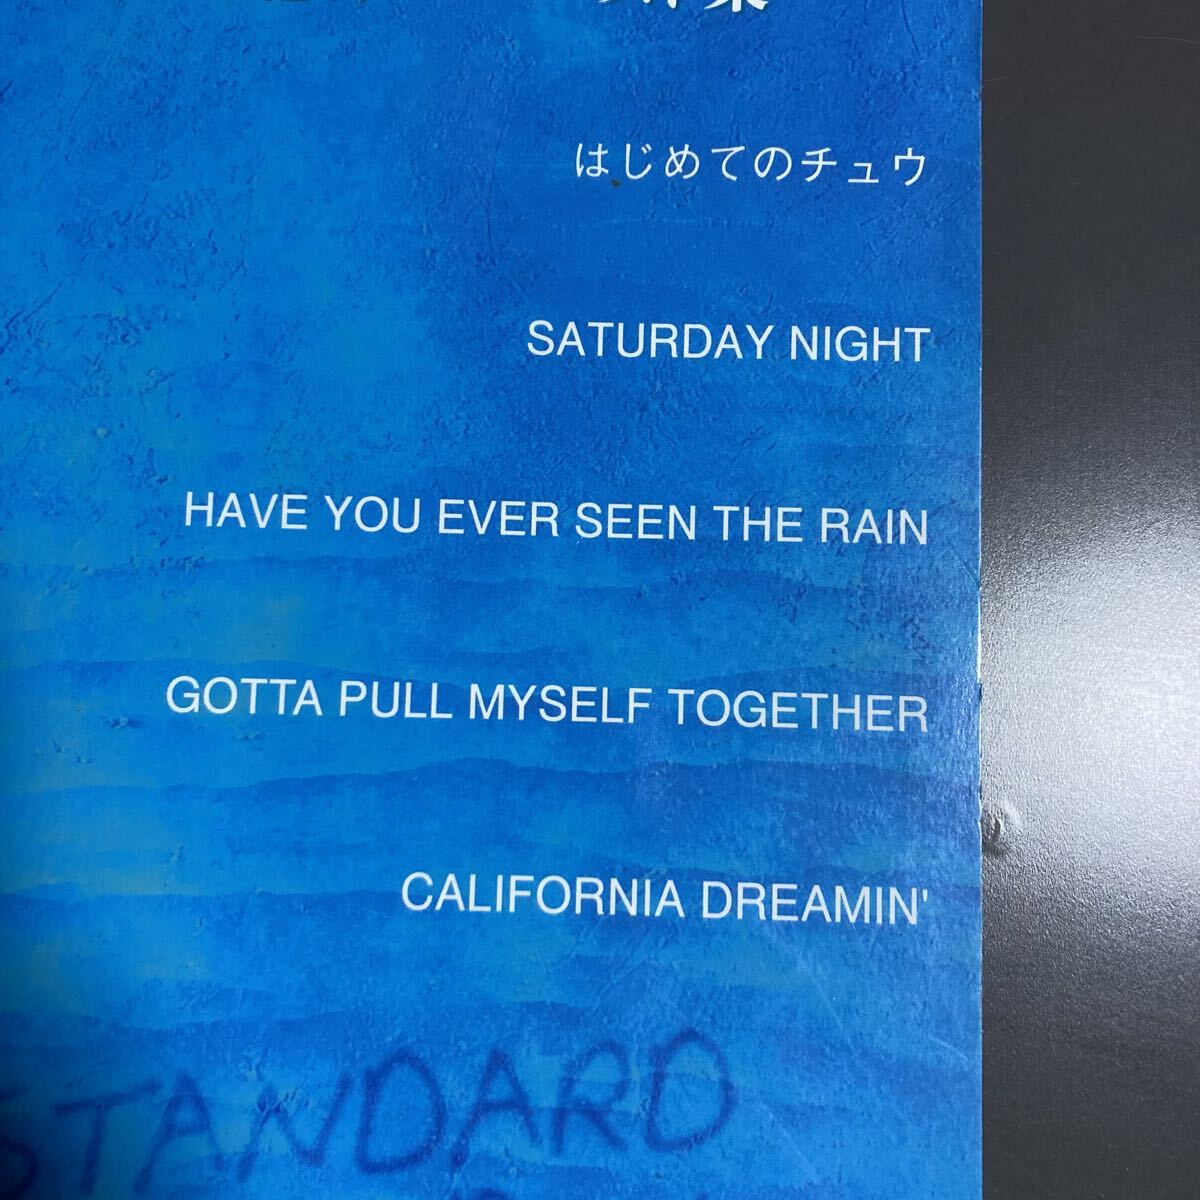 はじめてのチュウ
SATURDAY NIGHT
HAVE YOU EVER SEEN THE RAIN
GOTTA PULL MYSELF TOGETHER
CALIFORNIA DREAMIN'
STANDARD